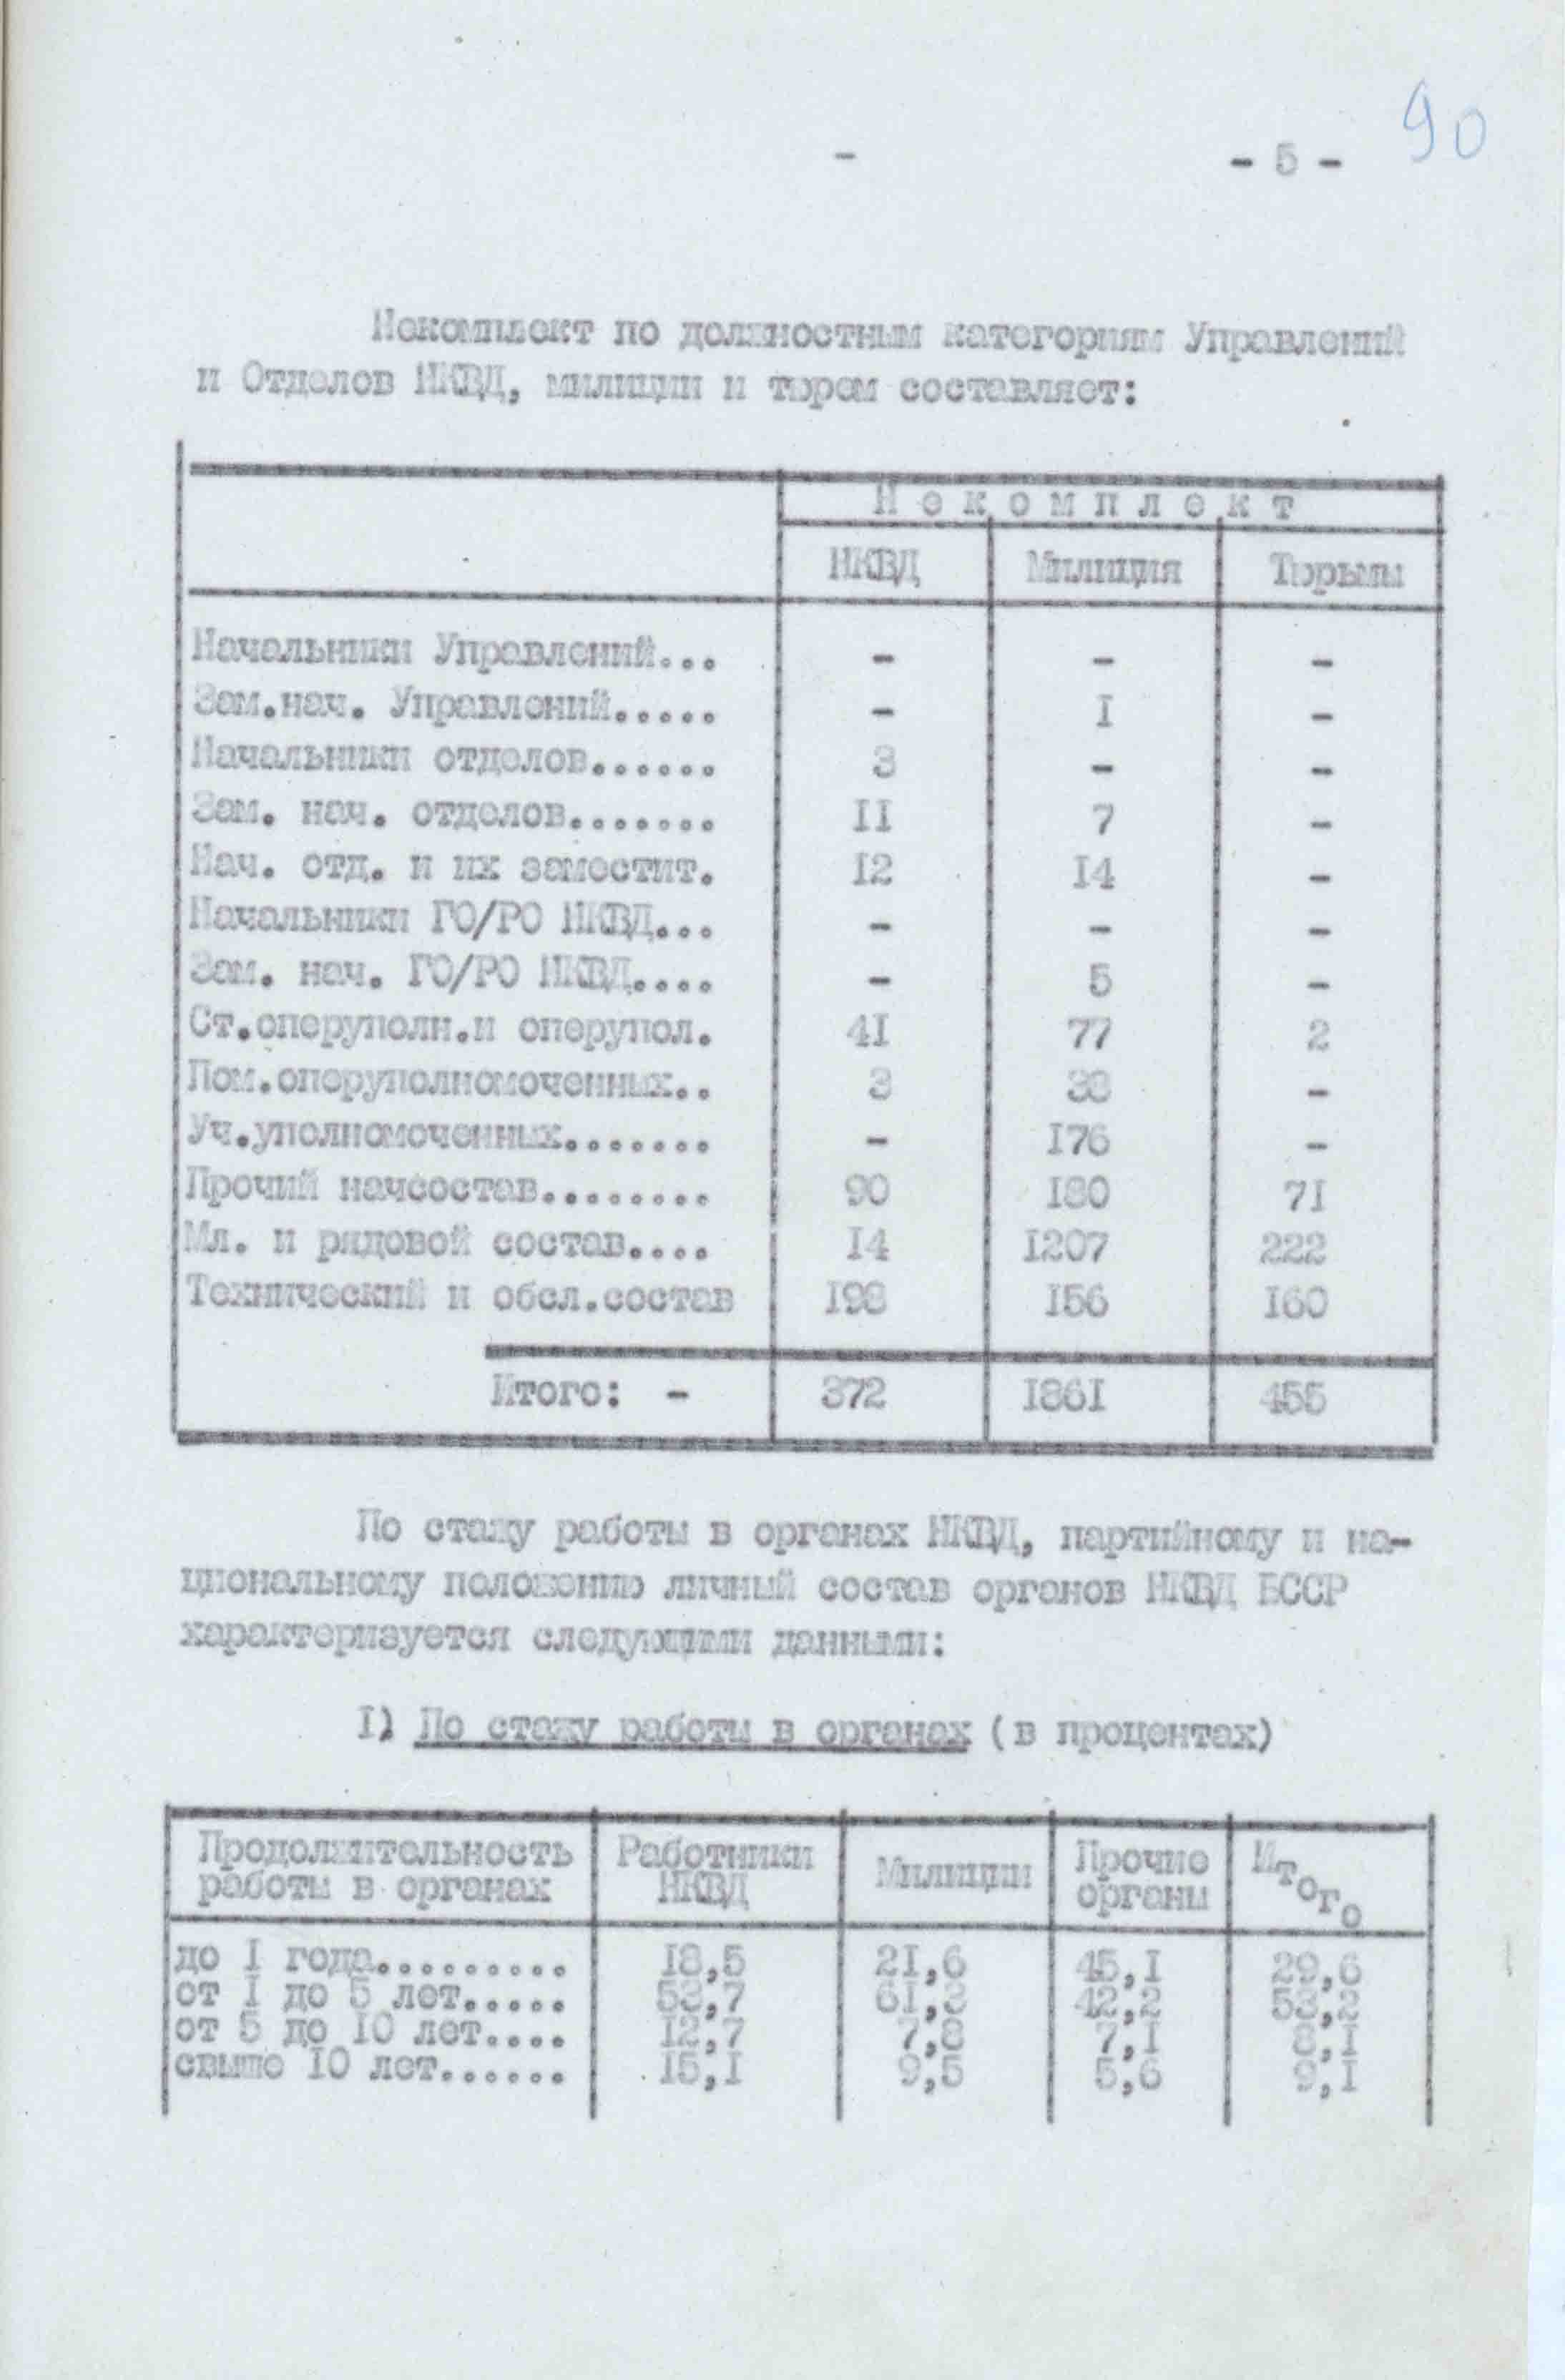 90
-
- 5 -
Некомплект по должностным категориям Управлений
и Отделов НКВД, милиции и тюрем составляет:
Некомплект
НКВД Милиция Тюрьмы
Начальники Управлений... - - -
Зам.нач. Управлений..... - I -
Начальники отделов...... 3 - -
Зам. нач. отделов....... II 7 -
Нач. отд. и их заместит. I2 I4 -
Начальники ГО/РО НКВД... - - -
Зам. нач. ГО/РО НКВД.... - 5 -
Ст.оперуполн.и оперупол. 4I 77 2
Пом.оперуполномоченных.. 3 38 -
Уч.уполномоченных....... - I76 -
Прочий начсостав........ 90 I80 7I
Мл. и рядовой состав.... I4 I207 222
Технический и обсл.состав I98 I56 I60
Итого: - 372 I86I 455
По стажу работы в органах НКВД, партийному и на-
циональному положению личный состав органов НКВД БССР
характеризуется следующими данными:
I) По стажу работы в органах (в процентах)
Продолжительность Работники Милиции Прочие Итого
работы в органах НКВД органы
до I года.......... I8,5 2I,6 45,I 29,6
от I до 5 лет..... 53,7 6I,3 42,2 53,2
от 5 до I0 лет.... I2,7 7,8 7,I 8,I
свыше I0 лет...... I5,I 9,5 5,6 9,I